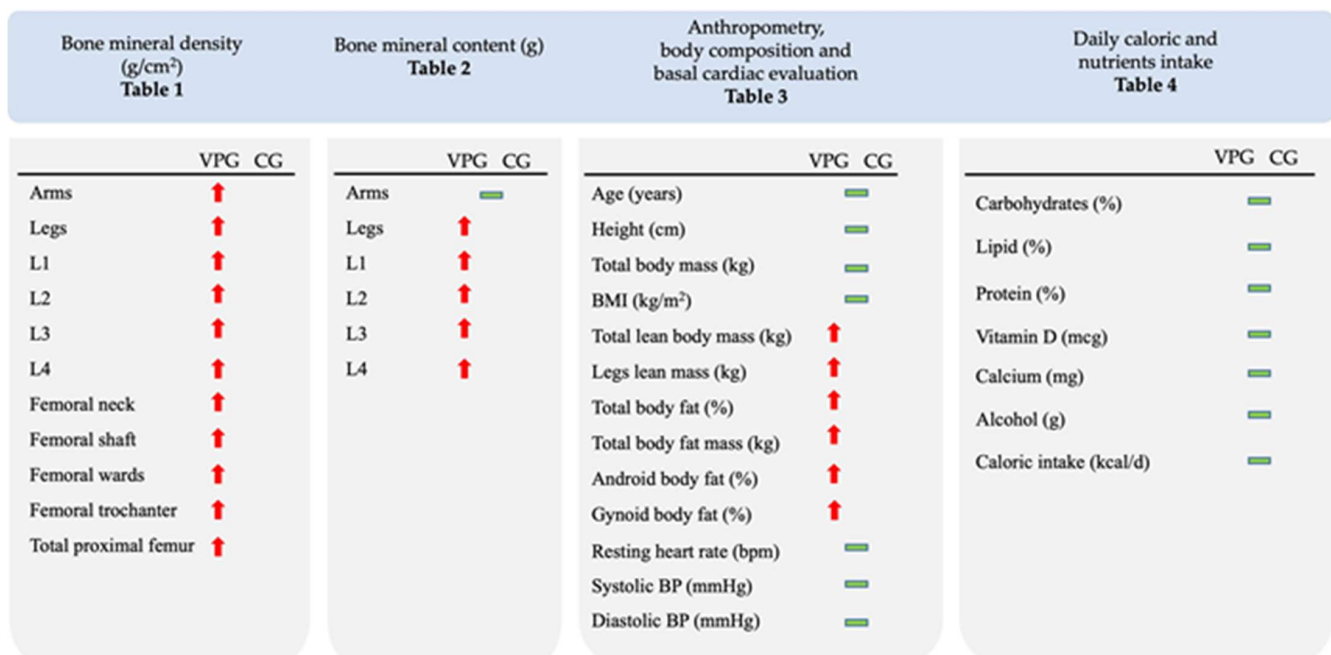 Bone mineral density
(g/cm²)
Table 1
Bone mineral content (g)
Table 2
Anthropometry,
body composition and
basal cardiac evaluation
Table 3
Daily caloric and
nutrients intake
Table 4
VPG CG
Arms
Legs
L1
L2
L3
L4
Femoral neck
Femoral shaft
Femoral wards
Femoral trochanter
Total proximal femur
VPG CG
Arms
Legs
L1
L2
L3
L4
VPG CG
Age (years)
Height (cm)
Total body mass (kg)
BMI (kg/m²)
Total lean body mass (kg)
Legs lean mass (kg)
Total body fat (%)
Total body fat mass (kg)
Android body fat (%)
Gynoid body fat (%)
Resting heart rate (bpm)
Systolic BP (mmHg)
Diastolic BP (mmHg)
VPG CG
Carbohydrates (%)
Lipid (%)
Protein (%)
Vitamin D (mcg)
Calcium (mg)
Alcohol (g)
Caloric intake (kcal/d)